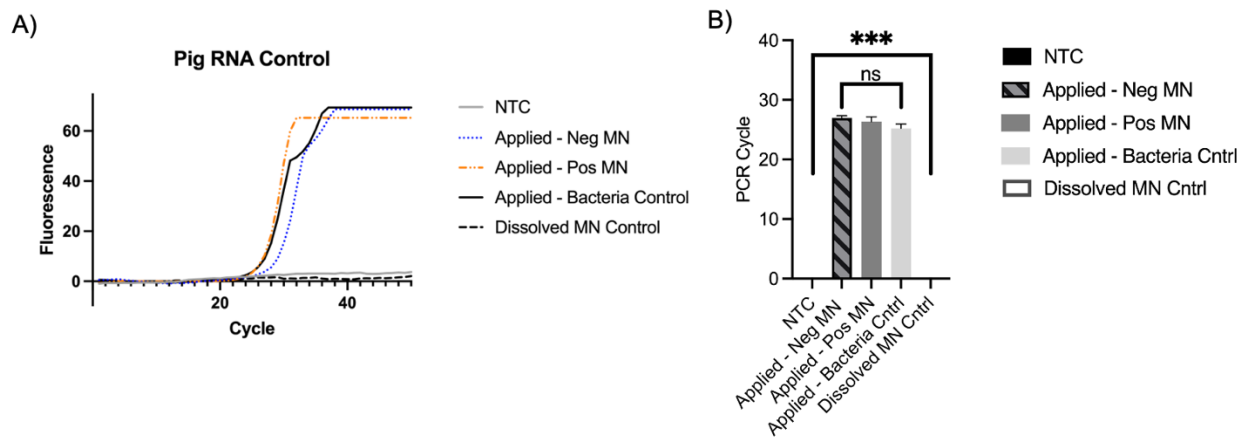 A)
Pig RNA Control
Fluorescence
60
40
20
0
20
40
Cycle
NTC
Applied - Neg MN
Applied - Pos MN
Applied - Bacteria Control
Dissolved MN Control
B)
PCR Cycle
40
30
20
10
0
***
ns
NTC
Applied - Neg MN
Applied - Pos MN
Applied - Bacteria Cntrl
Dissolved MN Cntrl
NTC
Applied - Neg MN
Applied - Pos MN
Applied - Bacteria Cntrl
Dissolved MN Cntrl